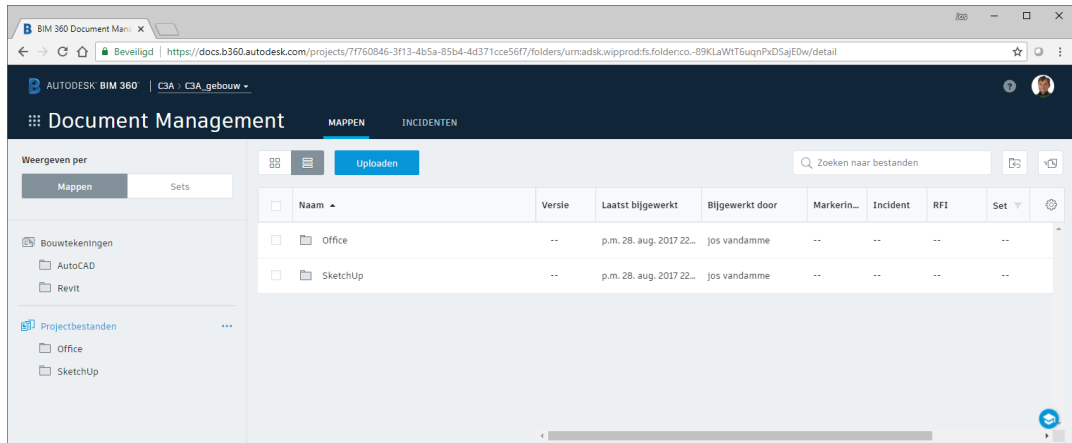 BIM 360 Document Mana
Jos
Beveiligd | https://docs.b360.autodesk.com/projects/7f760846-3f13-4b5a-85b4-4d371cce56f7/folders/urn:adsk.wipprod:fs.folder:co.-89KLaWtT6uqnPxDSajE0w/detail
AUTODESK® BIM 360° | C3A > C3A_gebouw
Document Management MAPPEN INCIDENTEN
Weergeven per
Mappen Sets
Uploaden Zoeken naar bestanden
Naam Versie Laatst bijgewerkt Bijgewerkt door Markerin... Incident RFI Set
Office -- p.m. 28. aug. 2017 22... jos vandamme -- -- -- --
SketchUp -- p.m. 28. aug. 2017 22... jos vandamme -- -- -- --
Bouwtekeningen
AutoCAD
Revit
Projectbestanden ...
Office
SketchUp